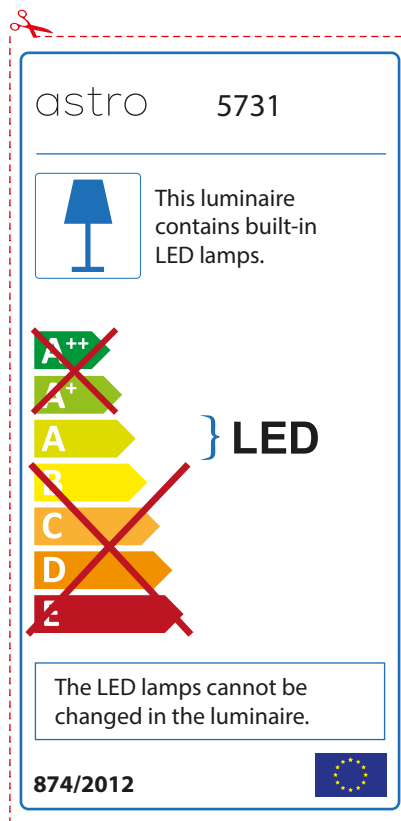 astro 5731
This luminaire
contains built-in
LED lamps.
A++
A+
A
LED
B
C
D
E
The LED lamps cannot be
changed in the luminaire.
874/2012